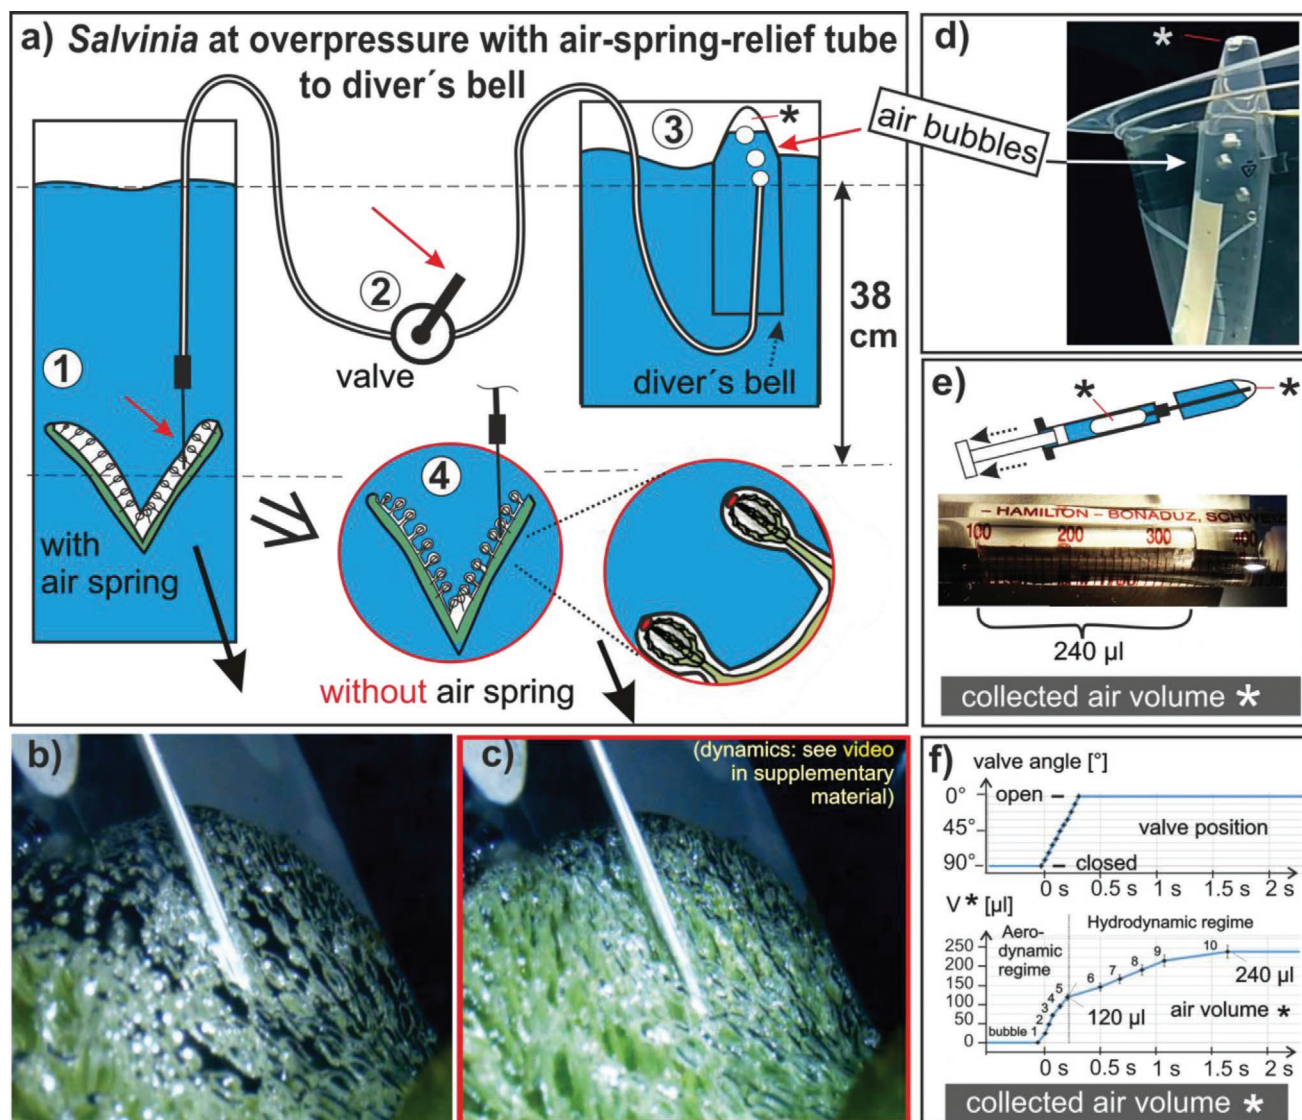 a) Salvinia at overpressure with air-spring-relief tube
to diver´s bell
1
with
air spring
2
valve
3
*
diver´s bell
38
cm
4
without air spring
air bubbles
b)
c)
(dynamics: see video
in supplementary
material)
d)
*
e)
*
*
– HAMILTON – BONADUZ, SCHWEIZ
100 200 300 400
240 µl
collected air volume *
f)
valve angle [°]
0°
45°
90°
open
valve position
closed
0 s 0.5 s 1 s 1.5 s 2 s
V * [µl]
Aero-
dynamic
regime
Hydrodynamic regime
250
200
150
100
50
0
bubble 1
2
3
4
5
6
7
8
9
10
120 µl
240 µl
air volume *
0 s 0.5 s 1 s 1.5 s 2 s
collected air volume *